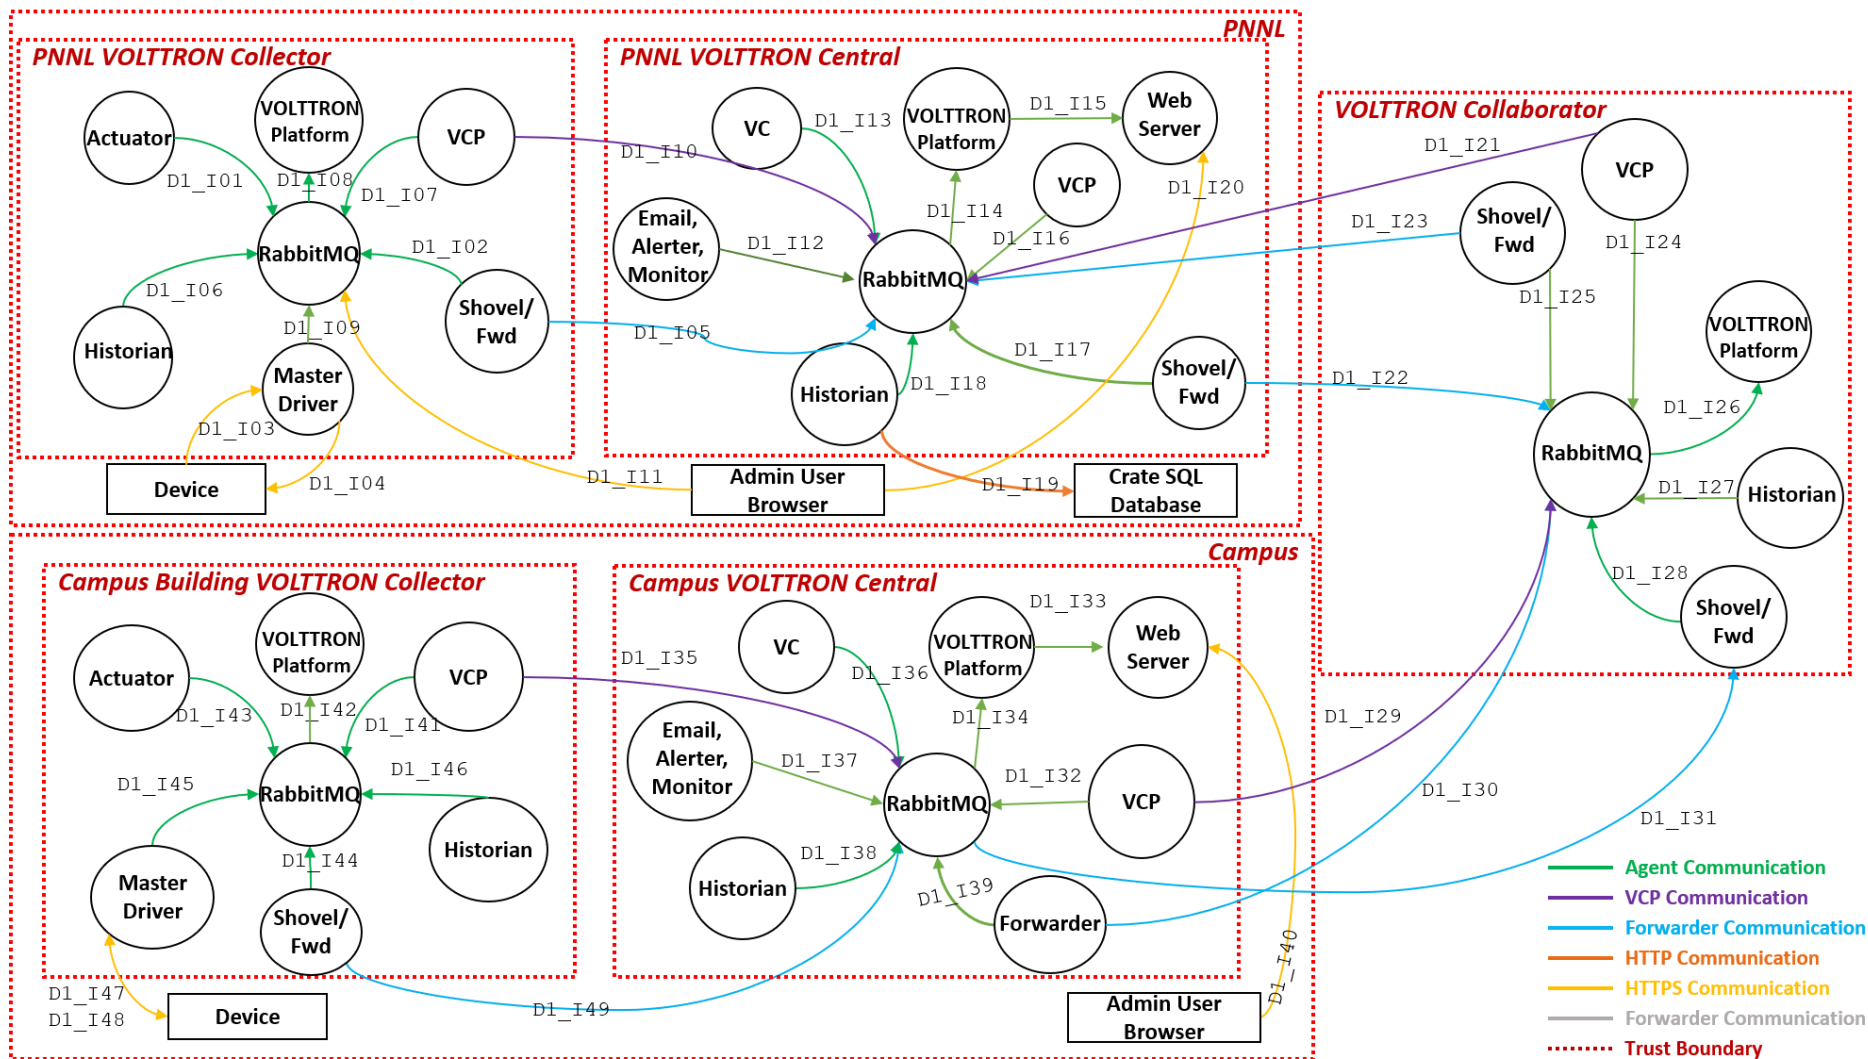 PNNL
PNNL VOLTTRON Collector
Actuator
VOLTTRON
Platform
VCP
D1_I01
D1_I08
D1_I07
RabbitMQ
D1_I02
D1_I06
D1_I09
Historian
Shovel/
Fwd
Master
Driver
D1_I03
D1_I04
Device
D1_I10
D1_I05
D1_I11
PNNL VOLTTRON Central
VC
D1_I13
VOLTTRON
Platform
D1_I15
Web
Server
VCP
D1_I20
Email,
Alerter,
Monitor
D1_I12
D1_I14
D1_I16
RabbitMQ
D1_I17
Historian
D1_I18
Shovel/
Fwd
Admin User
Browser
D1_I19
Crate SQL
Database
VOLTTRON Collaborator
D1_I21
VCP
D1_I23
Shovel/
Fwd
D1_I24
D1_I25
VOLTTRON
Platform
D1_I22
D1_I26
RabbitMQ
D1_I27
Historian
D1_I28
Shovel/
Fwd
Campus
Campus Building VOLTTRON Collector
Actuator
VOLTTRON
Platform
VCP
D1_I43
D1_I42
D1_I41
D1_I45
RabbitMQ
D1_I46
Historian
D1_I44
Master
Driver
Shovel/
Fwd
D1_I47
D1_I48
Device
D1_I49
D1_I35
Campus VOLTTRON Central
VC
D1_I36
VOLTTRON
Platform
D1_I33
Web
Server
Email,
Alerter,
Monitor
D1_I37
D1_I34
RabbitMQ
D1_I32
VCP
Historian
D1_I38
D1_I39
Forwarder
D1_I40
Admin User
Browser
D1_I29
D1_I30
D1_I31
Agent Communication
VCP Communication
Forwarder Communication
HTTP Communication
HTTPS Communication
Forwarder Communication
Trust Boundary